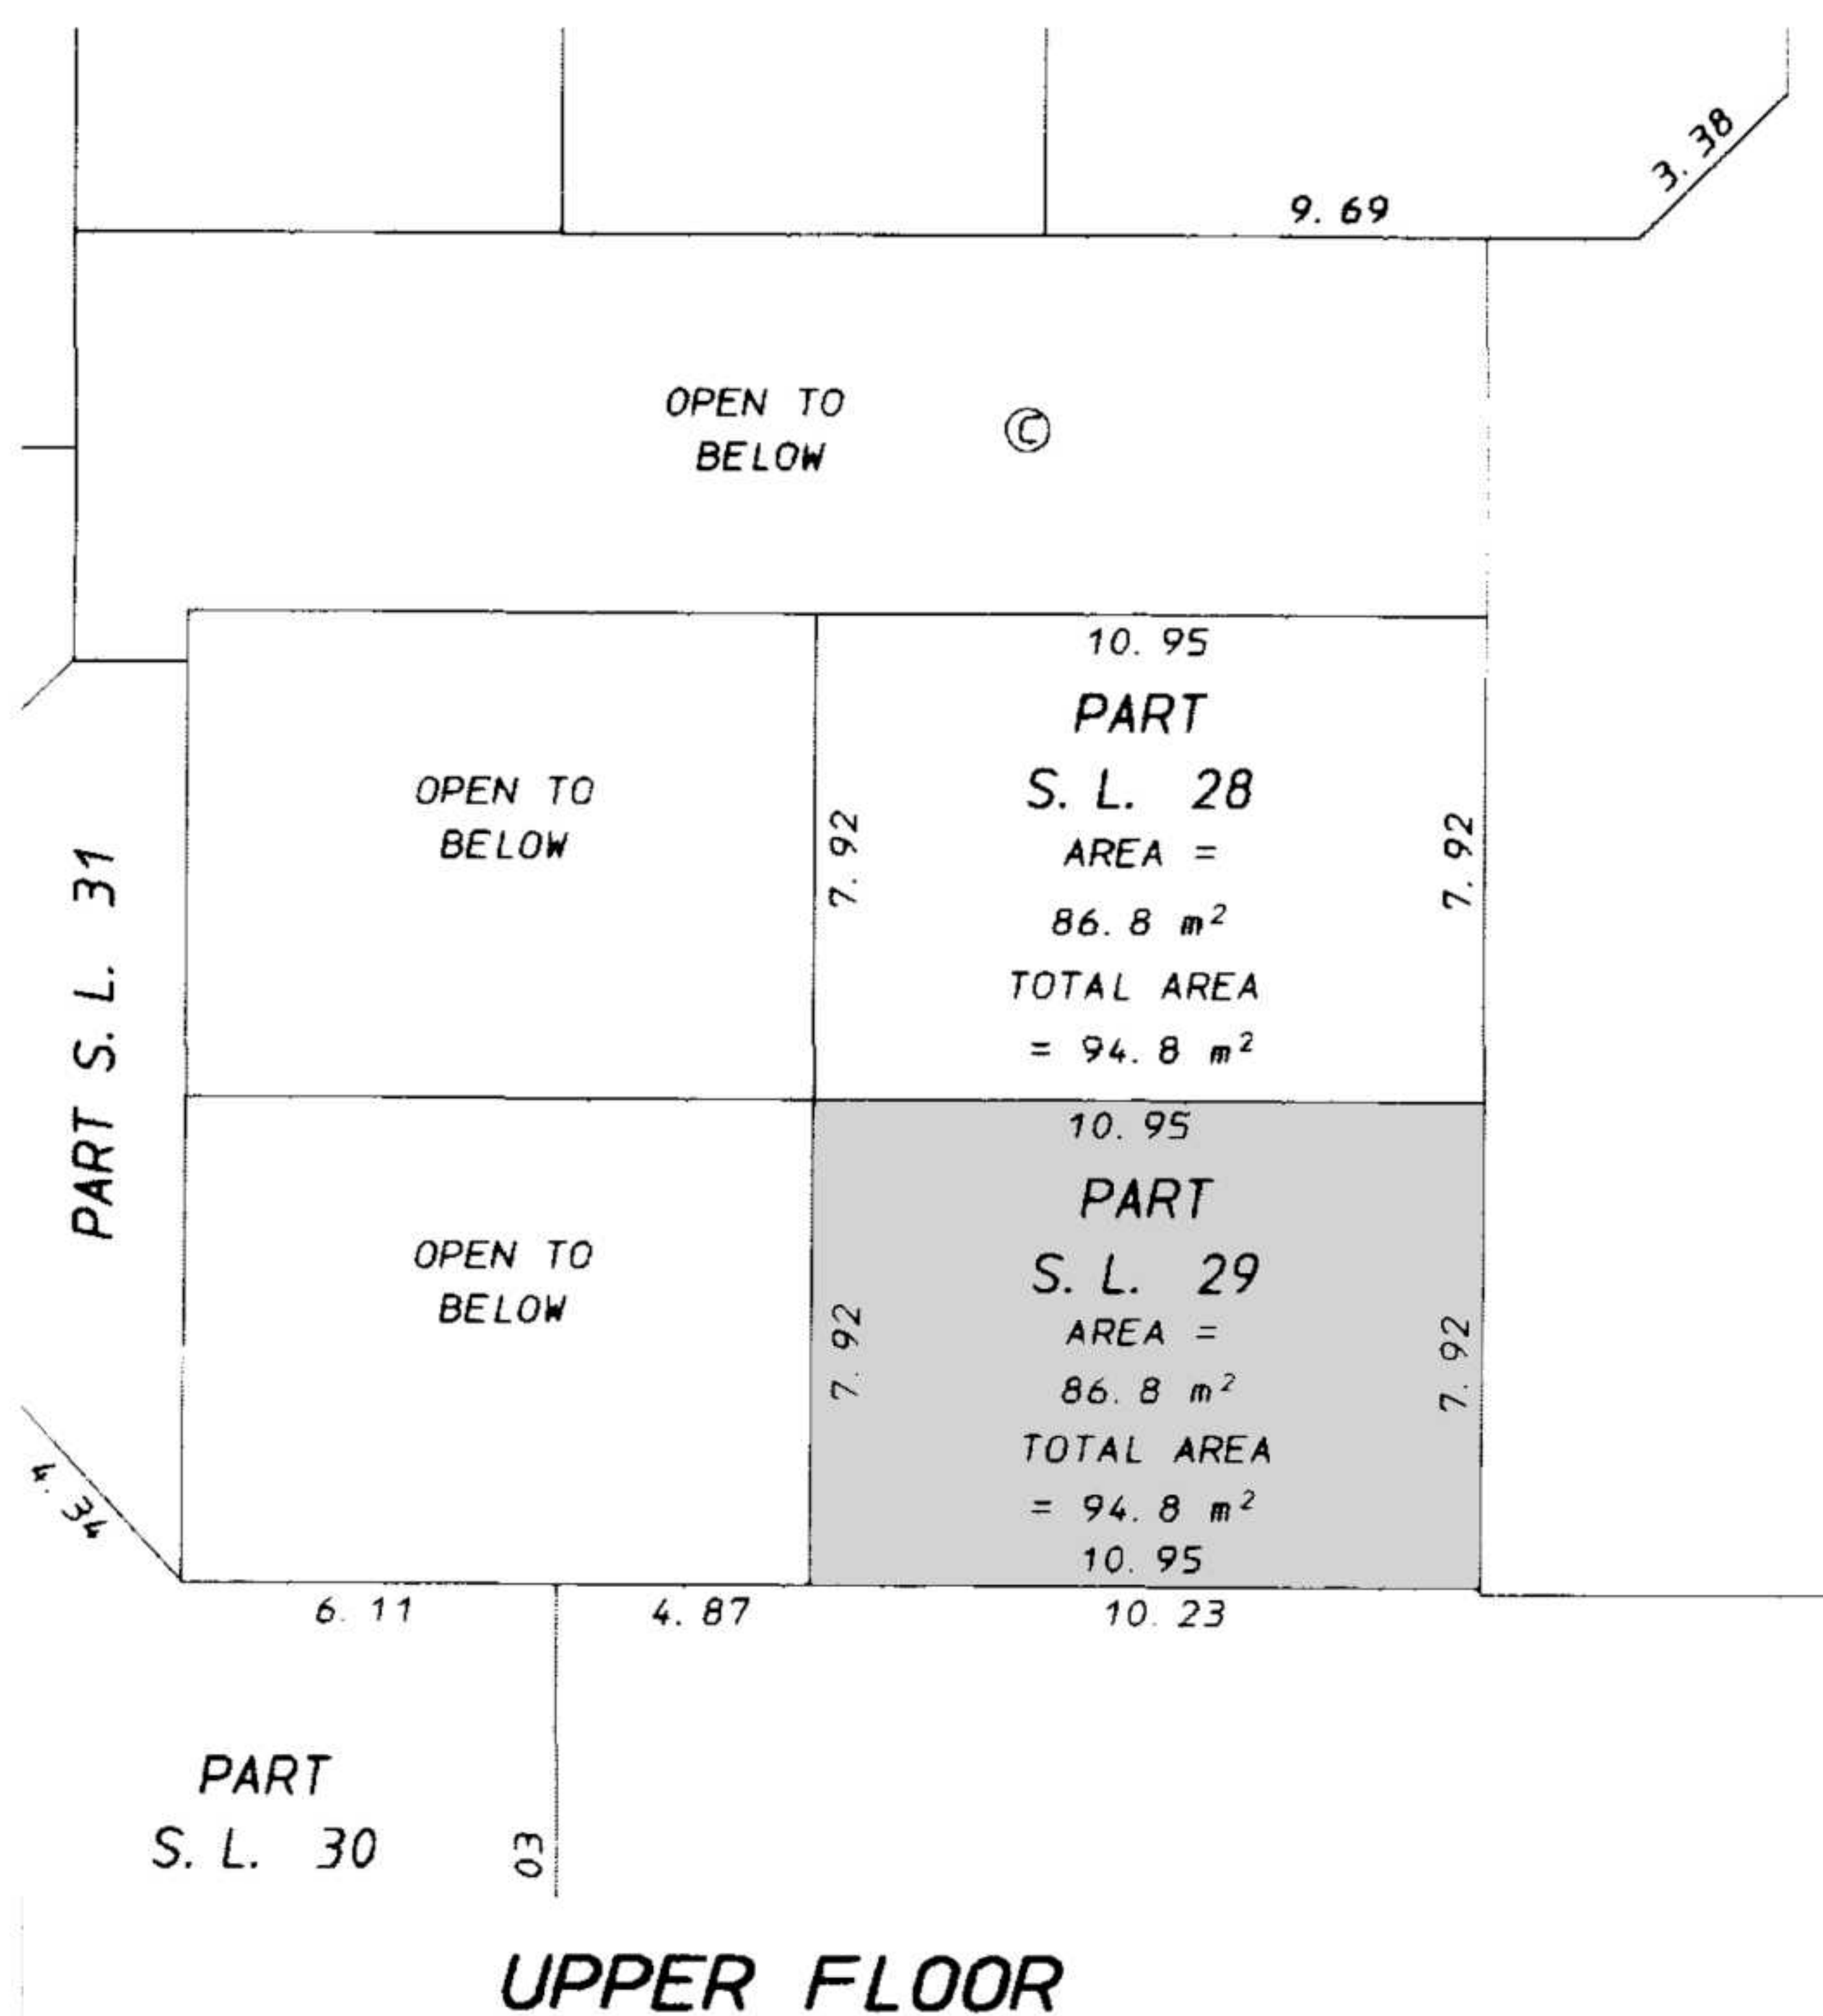 3. 38
9. 69
OPEN TO
BELOW
©
10. 95
PART
S. L. 28
AREA =
86. 8 m²
TOTAL AREA
= 94. 8 m²
7. 92
7. 92
OPEN TO
BELOW
PART S. L. 31
10. 95
PART
S. L. 29
AREA =
86. 8 m²
TOTAL AREA
= 94. 8 m²
10. 95
7. 92
7. 92
OPEN TO
BELOW
4. 34
6. 11
4. 87
10. 23
PART
S. L. 30
03
UPPER FLOOR